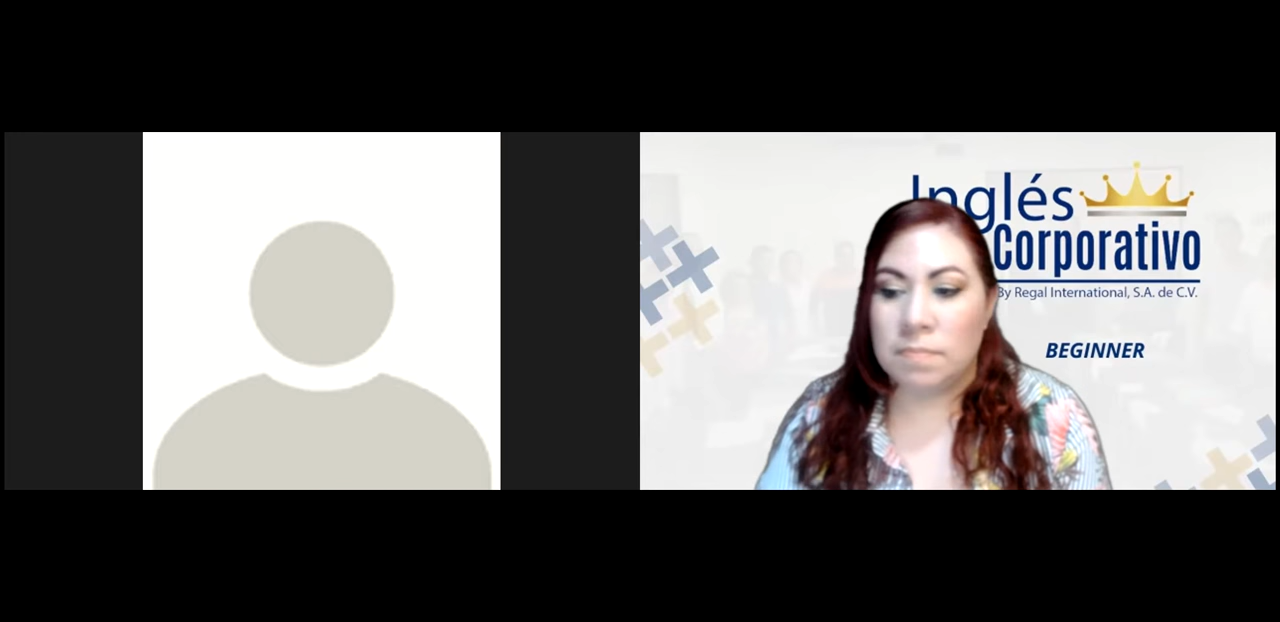 Inglés
Corporativo
By Regal International, S.A. de C.V.
BEGINNER